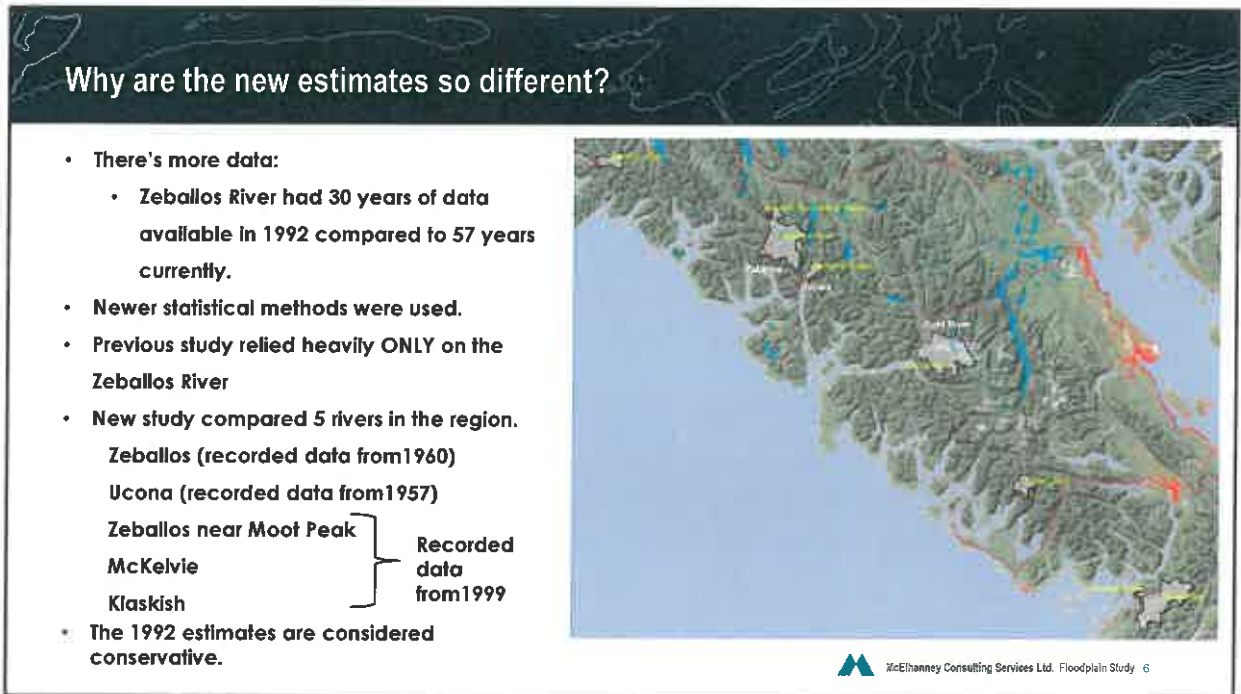 Why are the new estimates so different?
• There's more data:
• Zeballos River had 30 years of data
available in 1992 compared to 57 years
currently.
• Newer statistical methods were used.
• Previous study relied heavily ONLY on the
Zeballos River
• New study compared 5 rivers in the region.
Zeballos (recorded data from1960)
Ucona (recorded data from1957)
Zeballos near Moot Peak
McKelvie
Klaskish
Recorded
data
from1999
• The 1992 estimates are considered
conservative.
Gold River
McElhanney Consulting Services Ltd. Floodplain Study 6